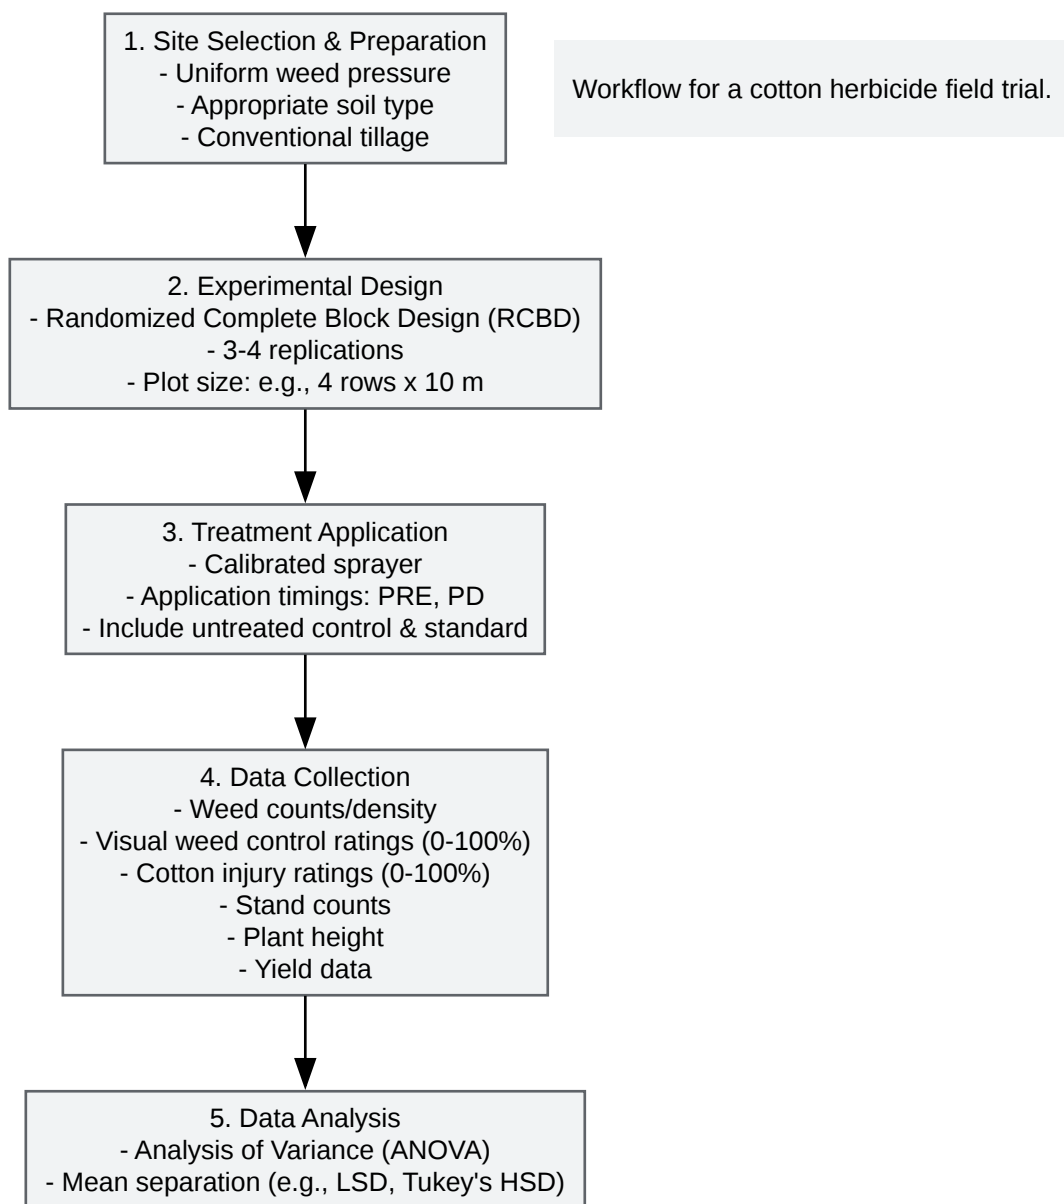 1. Site Selection & Preparation
- Uniform weed pressure
- Appropriate soil type
- Conventional tillage
Workflow for a cotton herbicide field trial.
2. Experimental Design
- Randomized Complete Block Design (RCBD)
- 3-4 replications
- Plot size: e.g., 4 rows x 10 m
3. Treatment Application
- Calibrated sprayer
- Application timings: PRE, PD
- Include untreated control & standard
4. Data Collection
- Weed counts/density
- Visual weed control ratings (0-100%)
- Cotton injury ratings (0-100%)
- Stand counts
- Plant height
- Yield data
5. Data Analysis
- Analysis of Variance (ANOVA)
- Mean separation (e.g., LSD, Tukey's HSD)